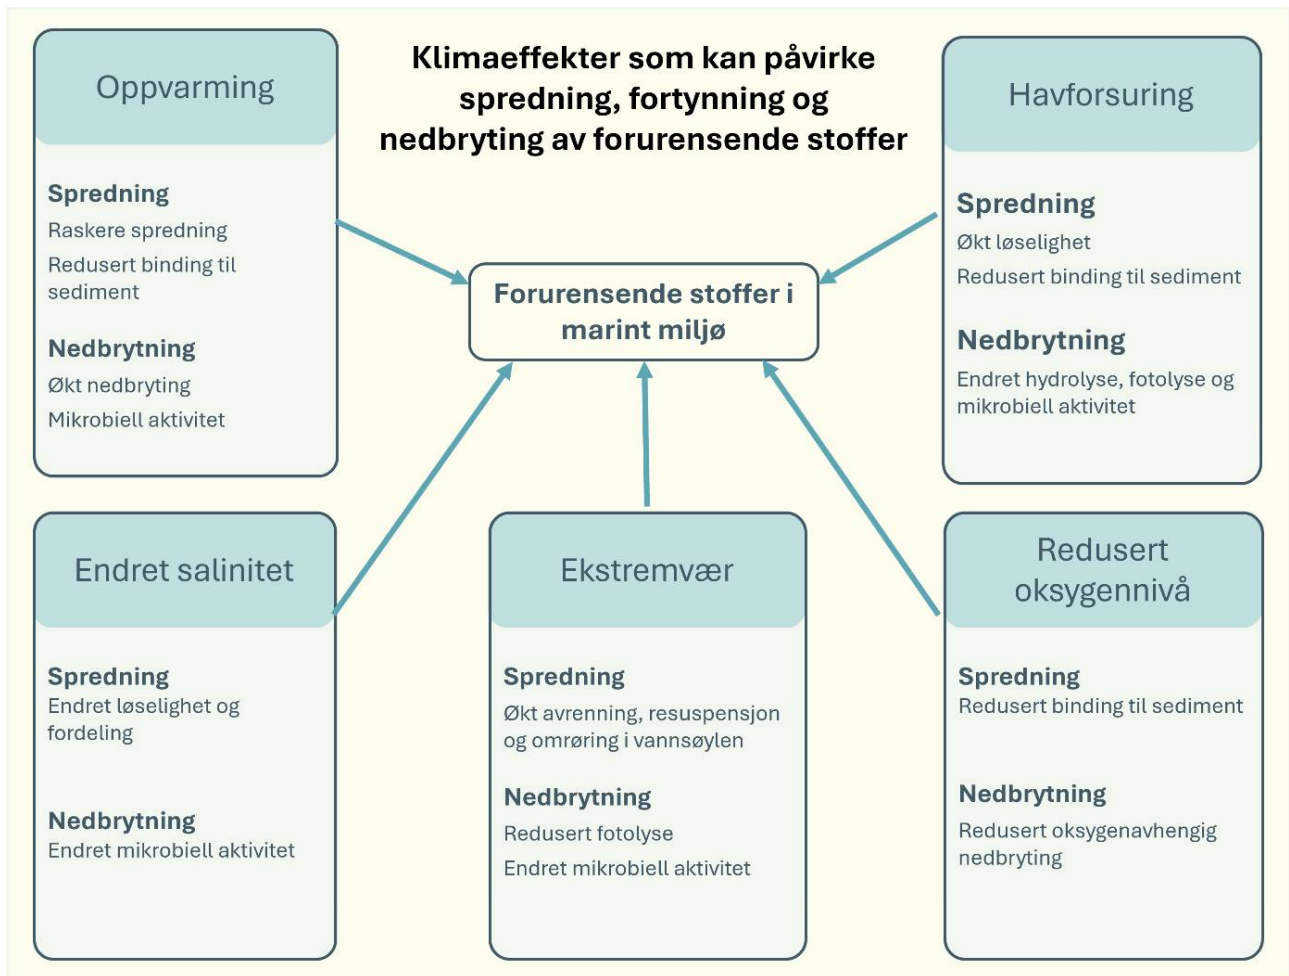 Klimaeffekter som kan påvirke
spredning, fortynning og
nedbryting av forurensende stoffer
Oppvarming
Spredning
Raskere spredning
Redusert binding til
sediment
Nedbrytning
Økt nedbryting
Mikrobiell aktivitet
Havforsuring
Spredning
Økt løselighet
Redusert binding til sediment
Nedbrytning
Endret hydrolyse, fotolyse og
mikrobiell aktivitet
Forurensende stoffer i
marint miljø
Endret salinitet
Spredning
Endret løselighet og
fordeling
Nedbrytning
Endret mikrobiell aktivitet
Ekstremvær
Spredning
Økt avrenning, resuspensjon
og omrøring i vannsøylen
Nedbrytning
Redusert fotolyse
Endret mikrobiell aktivitet
Redusert
oksygennivå
Spredning
Redusert binding til sediment
Nedbrytning
Redusert oksygenavhengig
nedbryting